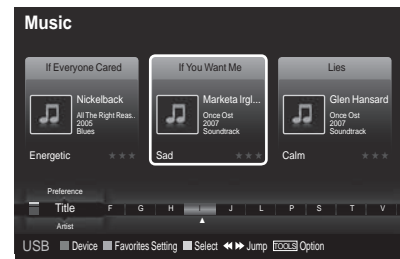 Music
If Everyone Cared
Nickelback
All The Right Reas..
2005
Blues
Energetic
If You Want Me
Marketa Irgl...
Once Ost
2007
Soundtrack
Sad
Lies
Glen Hansard
Once Ost
2007
Soundtrack
Calm
Preference
Title F G H I J L P S T V
Artist
USB Device Favorites Setting Select Jump TOOLS Option